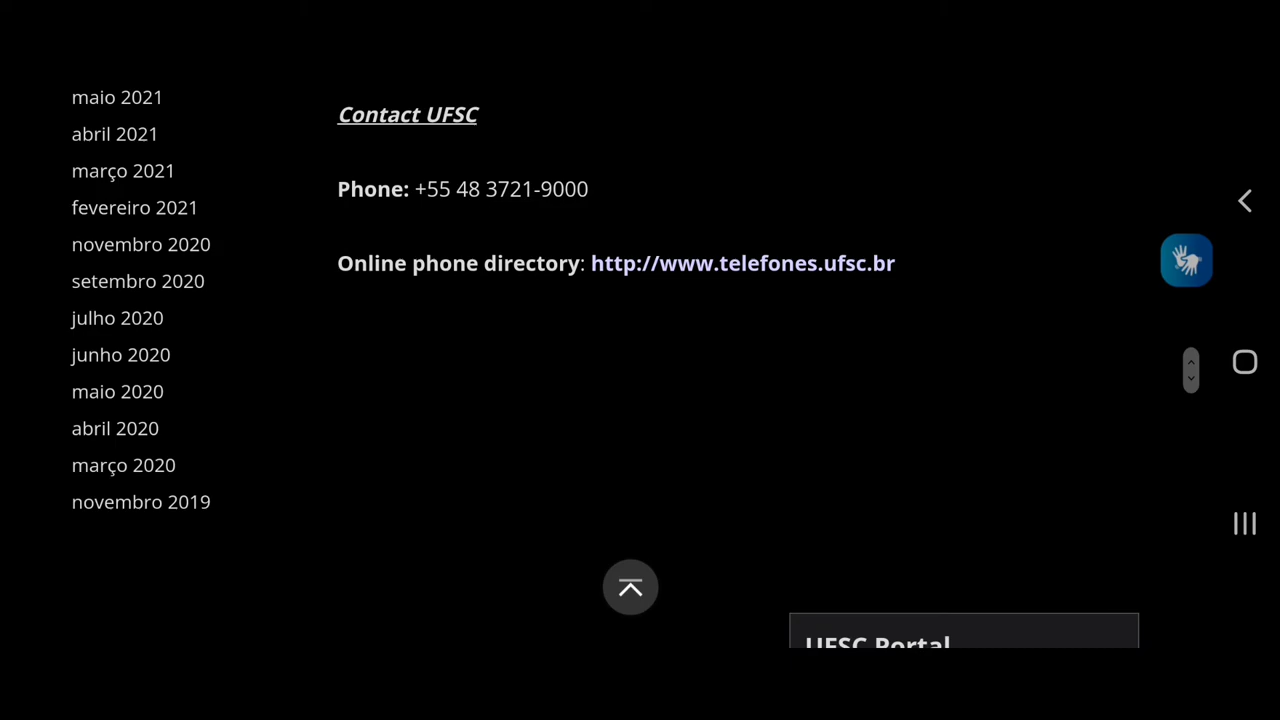 maio 2021
abril 2021
março 2021
fevereiro 2021
novembro 2020
setembro 2020
julho 2020
junho 2020
maio 2020
abril 2020
março 2020
novembro 2019
Contact UFSC
Phone: +55 48 3721-9000
Online phone directory: http://www.telefones.ufsc.br
UFSC Portal